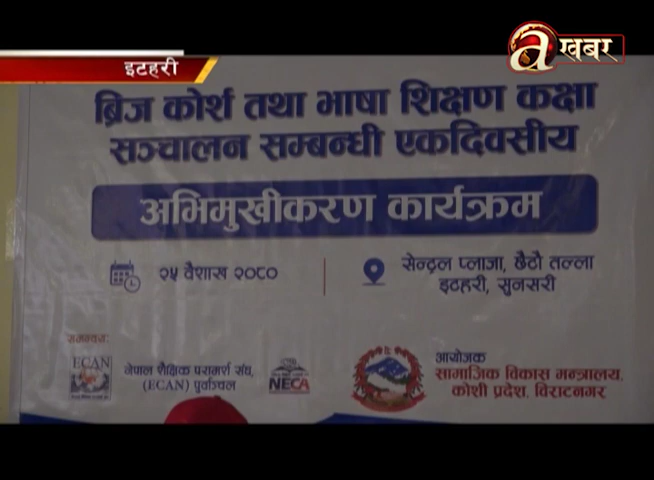 a खबर
इटहरी
ब्रिज कोर्श तथा भाषा शिक्षण कक्षा
सञ्चालन सम्बन्धी एकदिवसीय
अभिमुखीकरण कार्यक्रम
२५ वैशाख २०८०
सेन्ट्रल प्लाजा, छैठौ तल्ला
इटहरी, सुनसरी
समन्वय:
ECAN
नेपाल शैक्षिक परामर्श संघ,
(ECAN) पुर्वाञ्चल
NECA
आयोजक
सामाजिक विकास मन्त्रालय,
कोशी प्रदेश, विराटनगर